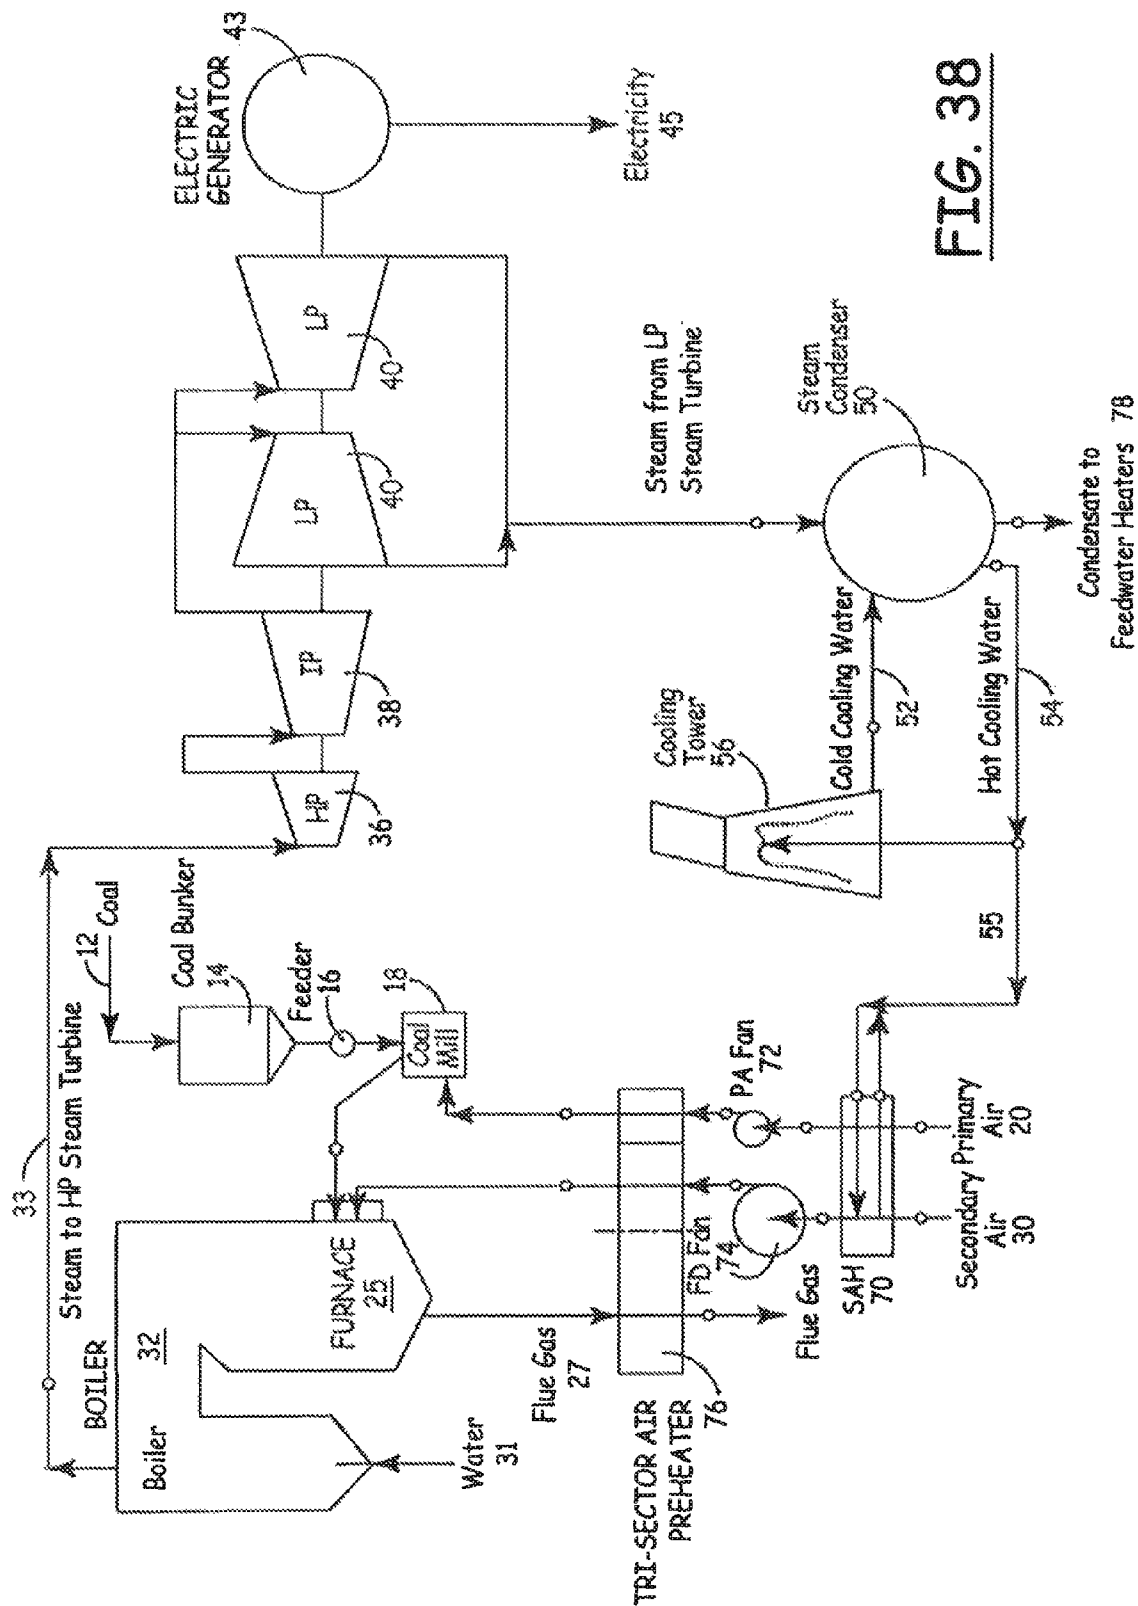 33
Steam to HP Steam Turbine
BOILER
Boiler
32
FURNACE
25
Water
31
12
Coal
Coal Bunker
14
Feeder
16
18
Coal
Mill
HP
36
IP
38
LP
40
LP
40
ELECTRIC
GENERATOR
43
Electricity
45
Flue Gas
27
TRI-SECTOR AIR
PREHEATER
76
Flue Gas
FD Fan
74
PA Fan
72
SAH
70
Secondary
Air
30
Primary
Air
20
55
Cooling
Tower
56
Cold Cooling Water
52
Hot Cooling Water
54
Steam from LP
Steam Turbine
Steam
Condenser
50
Condensate to
Feedwater Heaters 78
FIG. 38